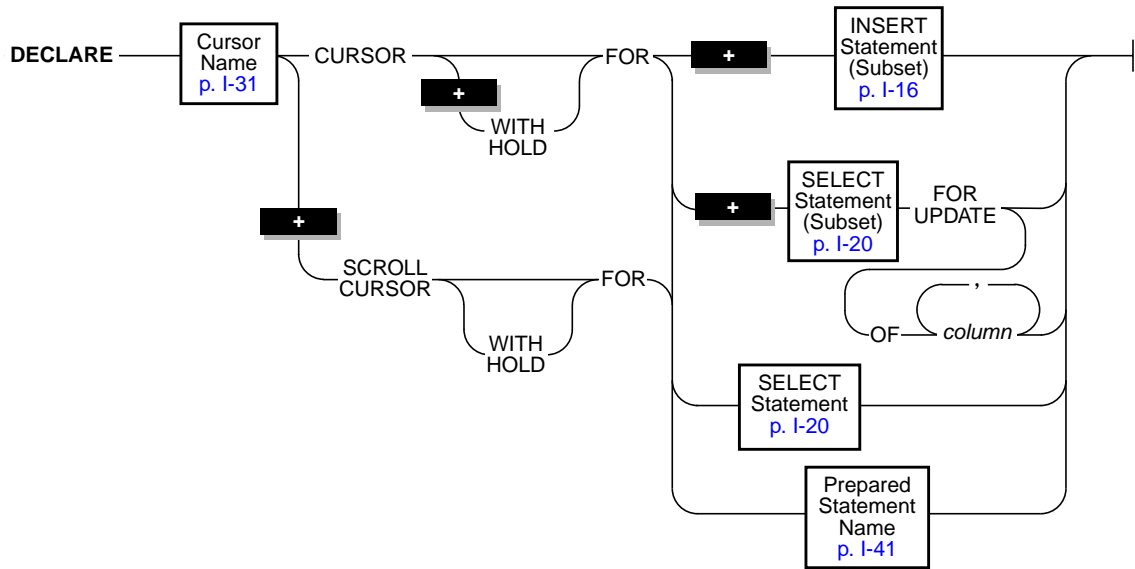 DECLARE
Cursor
Name
p. I-31
CURSOR
+
WITH
HOLD
FOR
+
INSERT
Statement
(Subset)
p. I-16
+
SELECT
Statement
(Subset)
p. I-20
FOR
UPDATE
OF
,
column
+
SCROLL
CURSOR
WITH
HOLD
FOR
SELECT
Statement
p. I-20
Prepared
Statement
Name
p. I-41